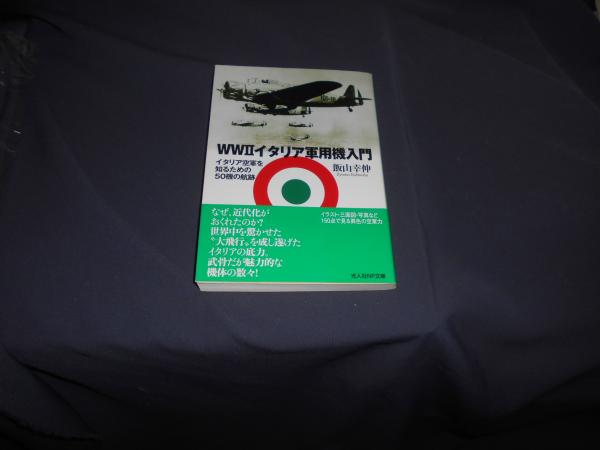 WWIIイタリア軍用機入門
イタリア空軍を
知るための
50機の航跡
飯山幸伸
なぜ、近代化が
おくれたのか?
世界中を驚かせた
〝大飛行〟を成し遂げた
イタリアの底力。
武骨だが魅力的な
機体の数々!
イラスト・三面図・写真など
150点で見る異色の空軍力
光人社NF文庫